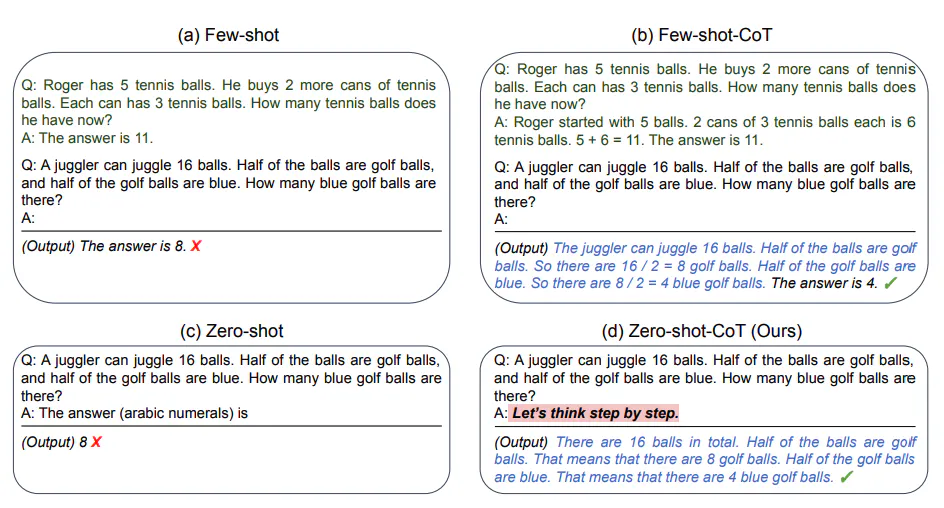 (a) Few-shot
Q: Roger has 5 tennis balls. He buys 2 more cans of tennis
balls. Each can has 3 tennis balls. How many tennis balls does
he have now?
A: The answer is 11.
Q: A juggler can juggle 16 balls. Half of the balls are golf balls,
and half of the golf balls are blue. How many blue golf balls are
there?
A:
(Output) The answer is 8. X
(b) Few-shot-CoT
Q: Roger has 5 tennis balls. He buys 2 more cans of tennis
balls. Each can has 3 tennis balls. How many tennis balls does
he have now?
A: Roger started with 5 balls. 2 cans of 3 tennis balls each is 6
tennis balls. 5 + 6 = 11. The answer is 11.
Q: A juggler can juggle 16 balls. Half of the balls are golf balls,
and half of the golf balls are blue. How many blue golf balls are
there?
A:
(Output) The juggler can juggle 16 balls. Half of the balls are golf
balls. So there are 16 / 2 = 8 golf balls. Half of the golf balls are
blue. So there are 8 / 2 = 4 blue golf balls. The answer is 4. ✓
(c) Zero-shot
Q: A juggler can juggle 16 balls. Half of the balls are golf balls,
and half of the golf balls are blue. How many blue golf balls are
there?
A: The answer (arabic numerals) is
(Output) 8 X
(d) Zero-shot-CoT (Ours)
Q: A juggler can juggle 16 balls. Half of the balls are golf balls,
and half of the golf balls are blue. How many blue golf balls are
there?
A: Let's think step by step.
(Output) There are 16 balls in total. Half of the balls are golf
balls. That means that there are 8 golf balls. Half of the golf balls
are blue. That means that there are 4 blue golf balls. ✓